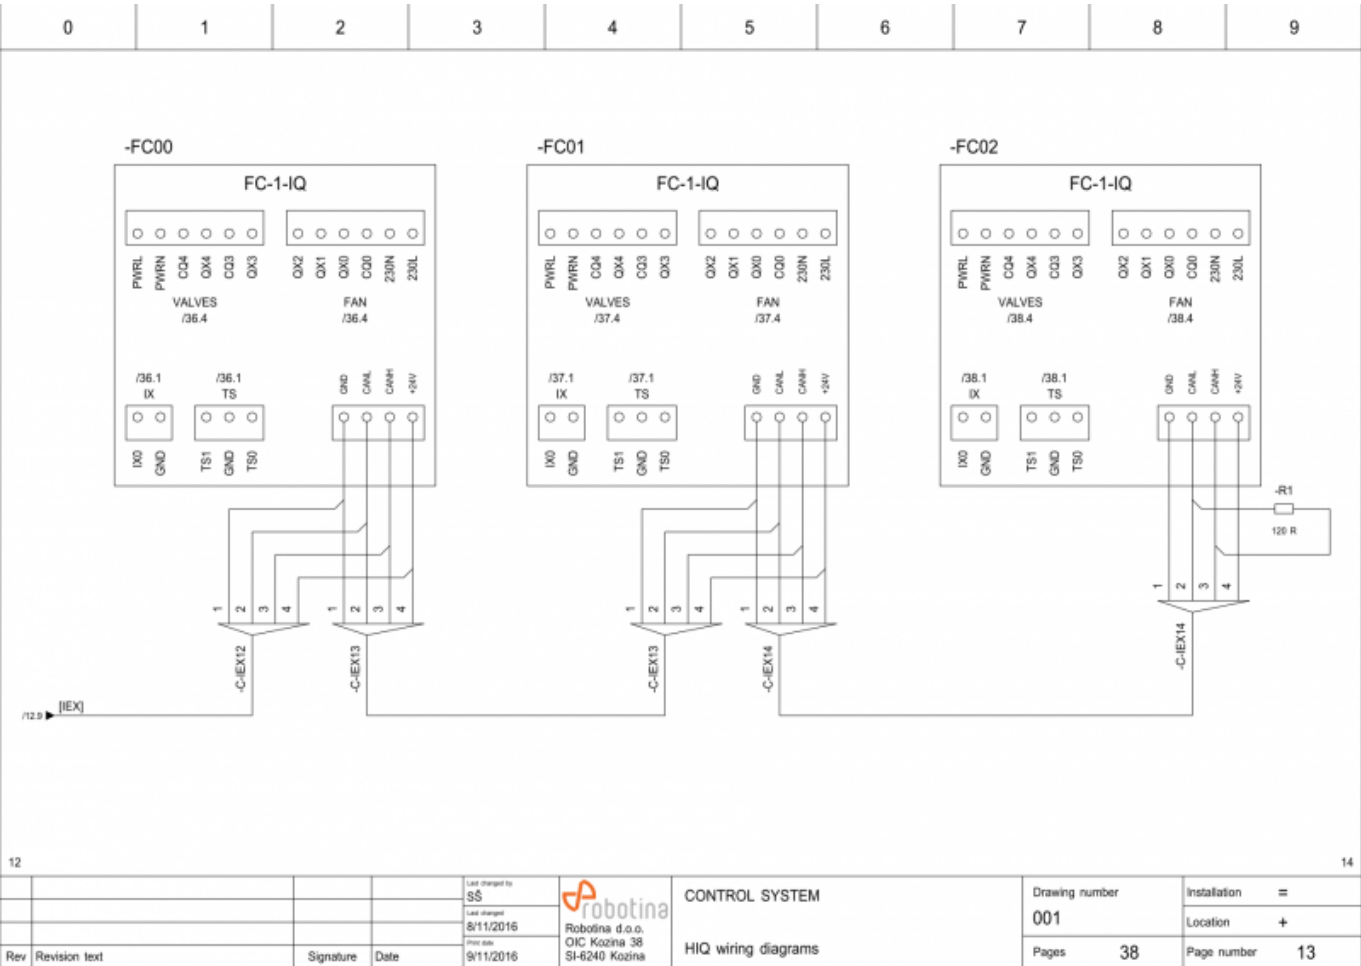 0 1 2 3 4 5 6 7 8 9
-FC00
FC-1-IQ
PWRL PWRN CQ4 QX4 CQ3 QX3
QX2 QX1 QX0 CQ0 230N 230L
VALVES
/36.4
FAN
/36.4
/36.1
IX
/36.1
TS
GND CANL CANH +24V
IX0 GND
TS1 GND TS0
1 2 3 4
1 2 3 4
-C-IEX12
-C-IEX13
/12.9
[IEX]
-FC01
FC-1-IQ
PWRL PWRN CQ4 QX4 CQ3 QX3
QX2 QX1 QX0 CQ0 230N 230L
VALVES
/37.4
FAN
/37.4
/37.1
IX
/37.1
TS
GND CANL CANH +24V
IX0 GND
TS1 GND TS0
1 2 3 4
1 2 3 4
-C-IEX13
-C-IEX14
-FC02
FC-1-IQ
PWRL PWRN CQ4 QX4 CQ3 QX3
QX2 QX1 QX0 CQ0 230N 230L
VALVES
/38.4
FAN
/38.4
/38.1
IX
/38.1
TS
GND CANL CANH +24V
IX0 GND
TS1 GND TS0
-R1
120 R
1 2 3 4
-C-IEX14
12
14
Rev Revision text Signature Date
Last changed by
SŠ
Last changed
8/11/2016
Print date
9/11/2016
robotina
Robotina d.o.o.
OIC Kozina 38
SI-6240 Kozina
CONTROL SYSTEM
HIQ wiring diagrams
Drawing number
001
Pages 38
Installation =
Location +
Page number 13